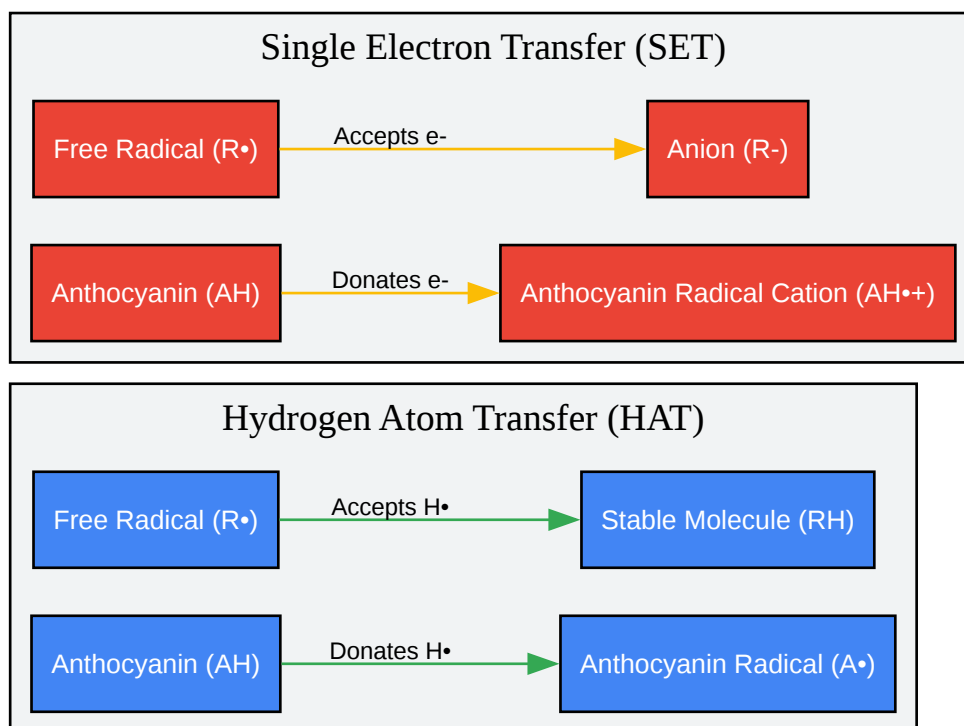 Single Electron Transfer (SET)
Free Radical (R•)
Accepts e-
Anion (R-)
Anthocyanin (AH)
Donates e-
Anthocyanin Radical Cation (AH•+)
Hydrogen Atom Transfer (HAT)
Free Radical (R•)
Accepts H•
Stable Molecule (RH)
Anthocyanin (AH)
Donates H•
Anthocyanin Radical (A•)